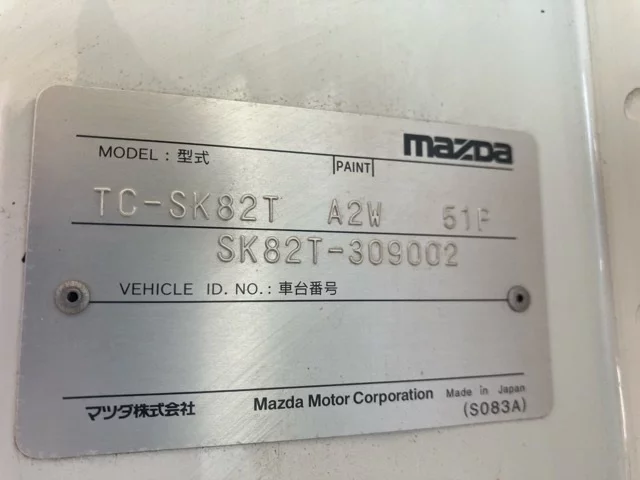 mazda
MODEL : 型式 PAINT
TC-SK82T A2W 51P
SK82T-309002
VEHICLE ID. NO. : 車台番号
マツダ株式会社 Mazda Motor Corporation Made in Japan
(S083A)